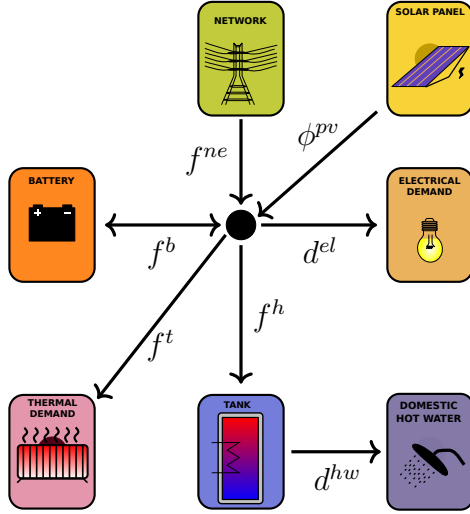 NETWORK
SOLAR PANEL
f^{ne}
ϕ^{pv}
BATTERY
+ −
ELECTRICAL
DEMAND
f^{b}
d^{el}
f^{t}
f^{h}
THERMAL
DEMAND
TANK
DOMESTIC
HOT WATER
d^{hw}